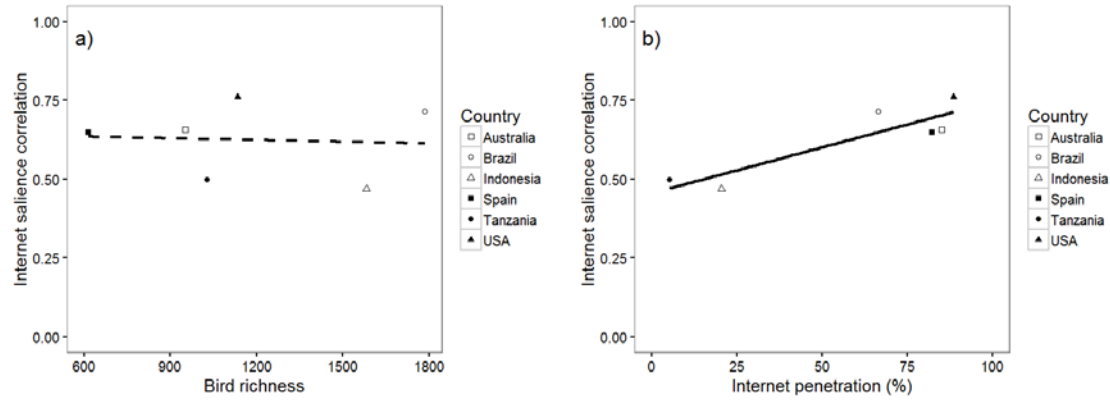 a)
1.00
0.75
0.50
0.25
0.00
Internet salience correlation
600 900 1200 1500 1800
Bird richness
Country
Australia
Brazil
Indonesia
Spain
Tanzania
USA
b)
1.00
0.75
0.50
0.25
0.00
Internet salience correlation
0 25 50 75 100
Internet penetration (%)
Country
Australia
Brazil
Indonesia
Spain
Tanzania
USA